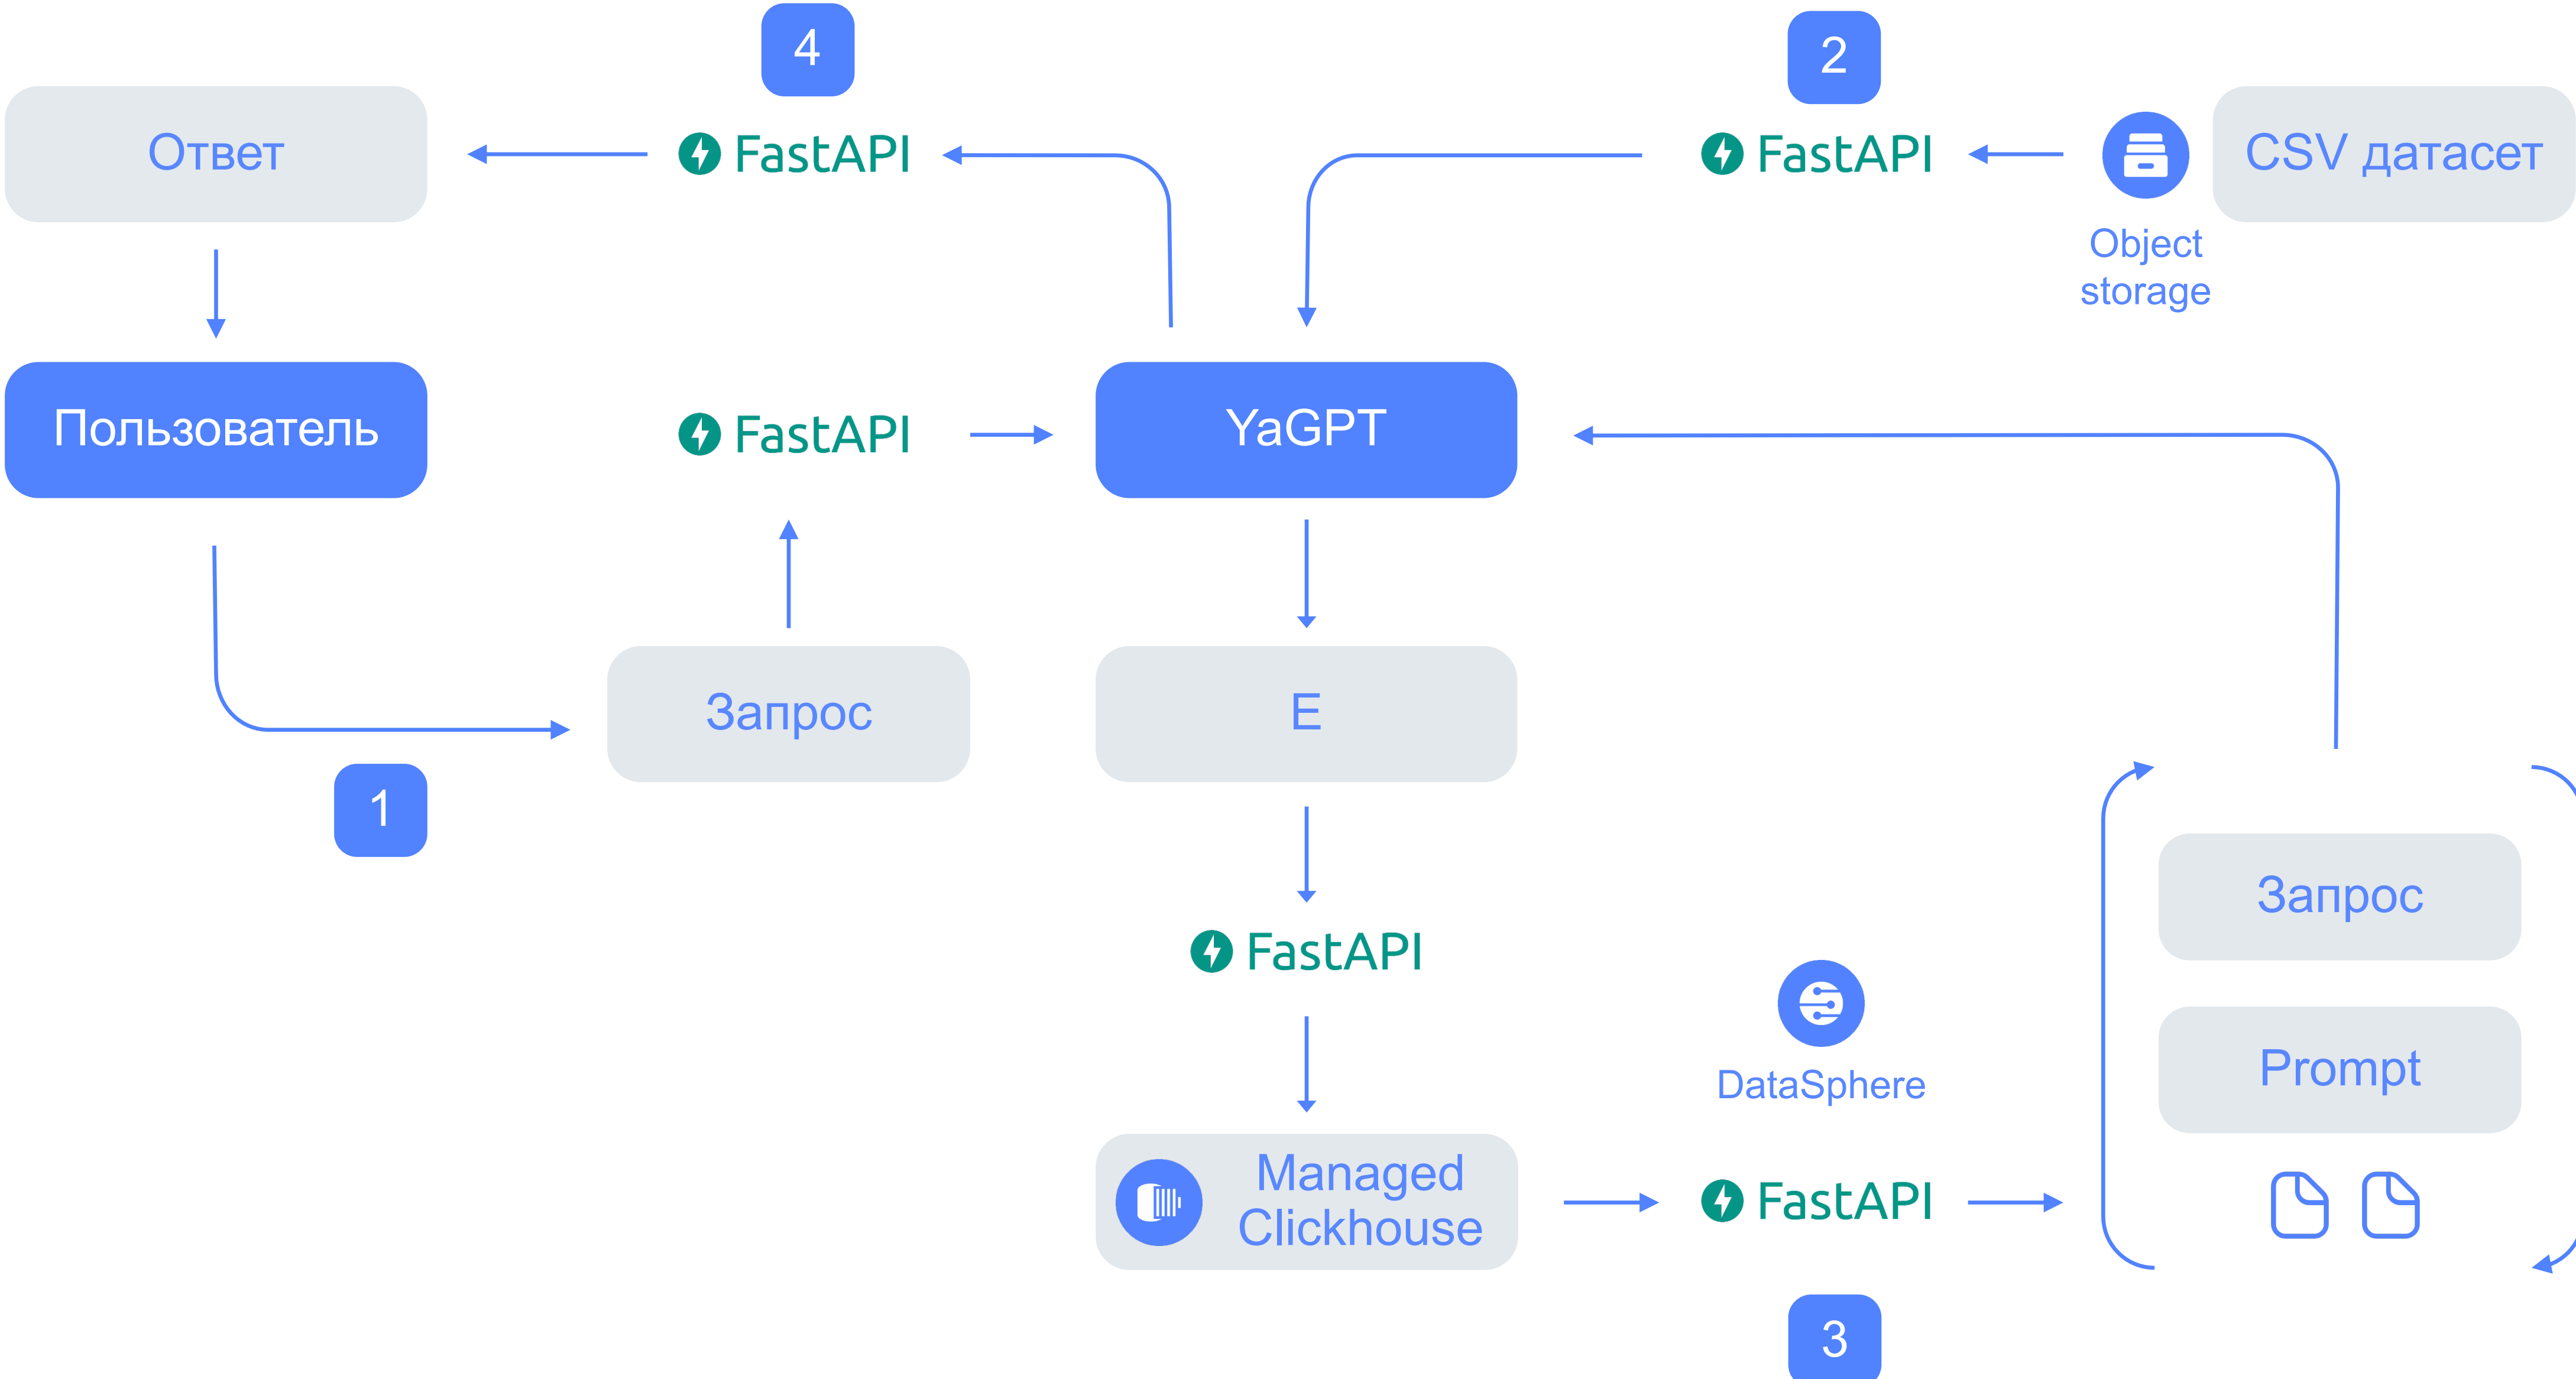 4
2
Ответ
FastAPI
FastAPI
CSV датасет
Object
storage
Пользователь
FastAPI
YaGPT
Запрос
E
1
Запрос
FastAPI
DataSphere
Prompt
Managed
Clickhouse
FastAPI
3